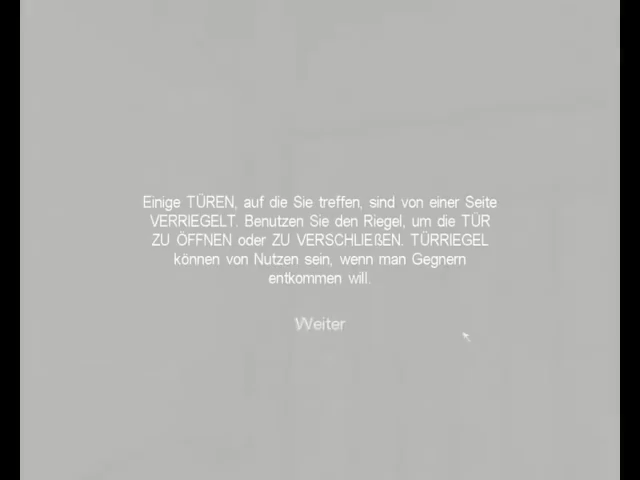 Einige TÜREN, auf die Sie treffen, sind von einer Seite
VERRIEGELT. Benutzen Sie den Riegel, um die TÜR
ZU ÖFFNEN oder ZU VERSCHLIEßEN. TÜRRIEGEL
können von Nutzen sein, wenn man Gegnern
entkommen will.
Weiter